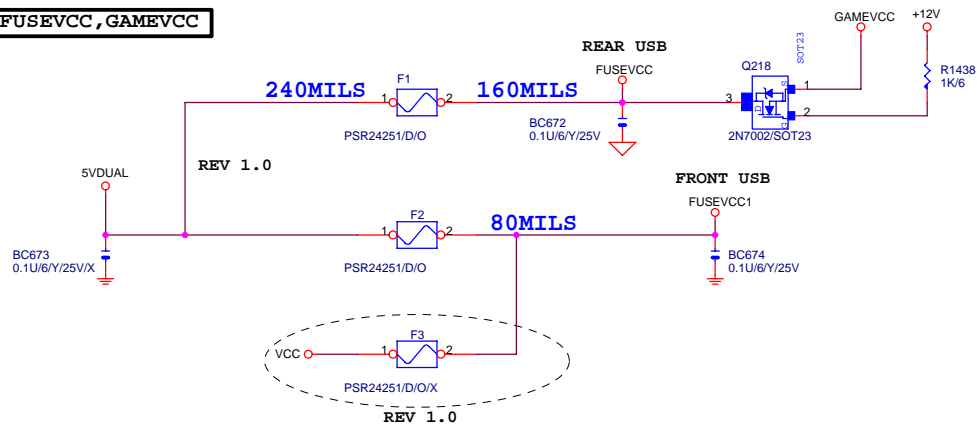 FUSEVCC,GAMEVCC
GAMEVCC
+12V
REAR USB
FUSEVCC
SOT23
Q218
R1438
1K/6
240MILS
F1
1
2
160MILS
3
D
S
G
1
2
PSR24251/D/O
BC672
0.1U/6/Y/25V
2N7002/SOT23
REV 1.0
5VDUAL
FRONT USB
FUSEVCC1
F2
1
2
80MILS
BC673
0.1U/6/Y/25V/X
PSR24251/D/O
BC674
0.1U/6/Y/25V
F3
VCC
1
2
PSR24251/D/O/X
REV 1.0